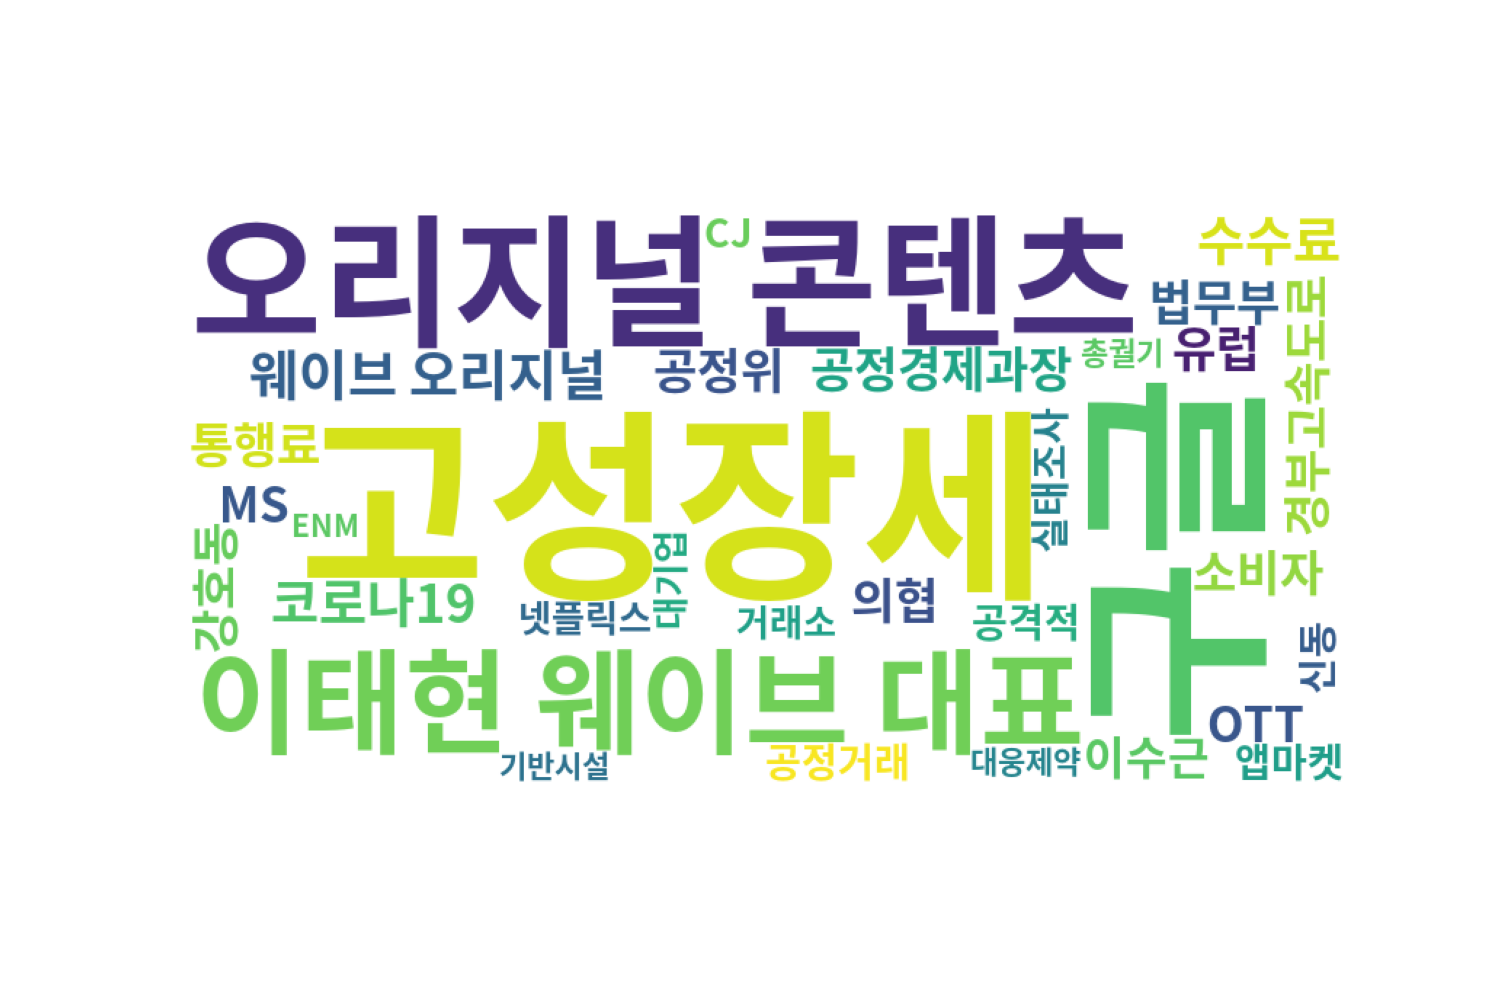 오리지널 콘텐츠
CJ
수수료
법무부
웨이브 오리지널
공정위
공정경제과장
총궐기
유럽
경부고속도로
통행료
고성장세
실태조사
구글
MS
ENM
강호동
코로나19
넷플릭스
대기업
거래소
의협
공격적
소비자
신동
이태현 웨이브 대표
OTT
기반시설
공정거래
대웅제약
이수근
앱마켓